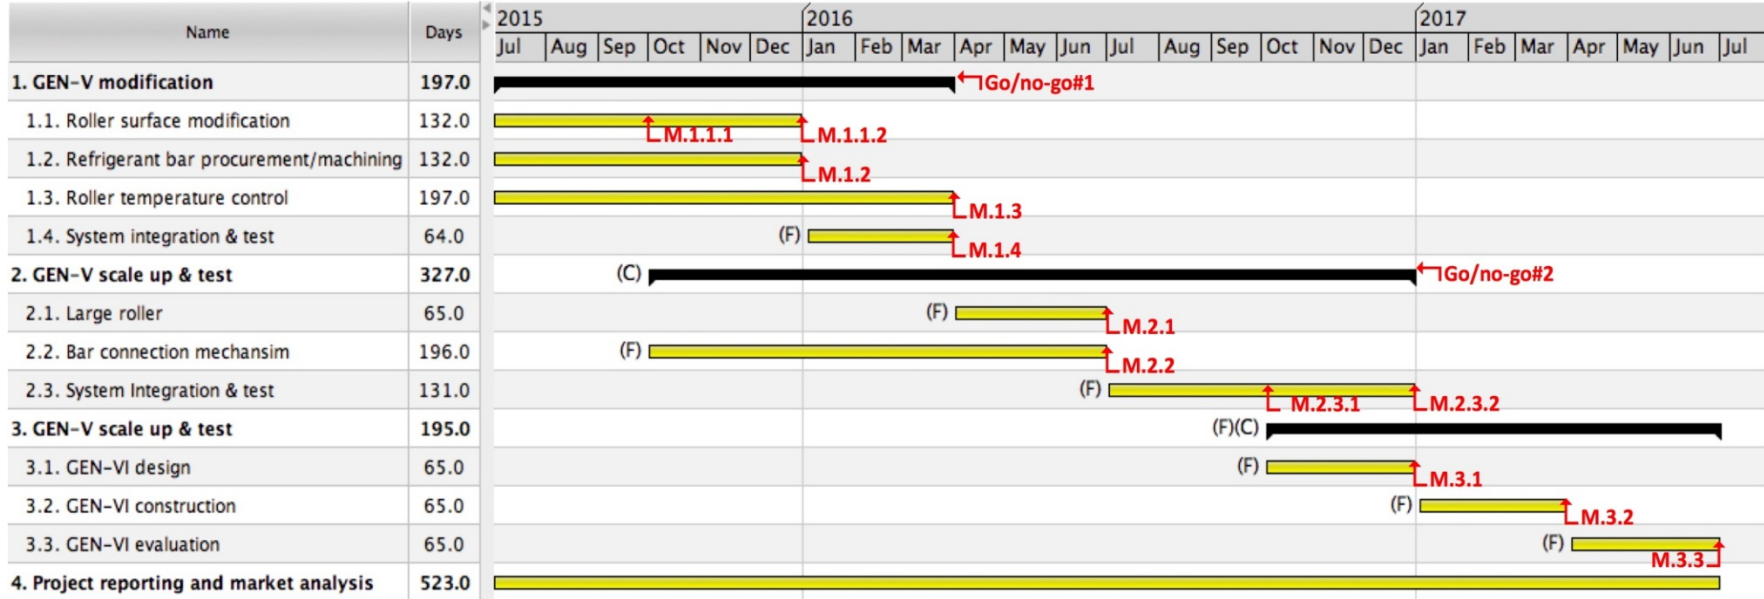 Name Days 2015 2016 2017
Jul Aug Sep Oct Nov Dec Jan Feb Mar Apr May Jun Jul Aug Sep Oct Nov Dec Jan Feb Mar Apr May Jun Jul
1. GEN-V modification 197.0 Go/no-go#1
1.1. Roller surface modification 132.0 M.1.1.1 M.1.1.2
1.2. Refrigerant bar procurement/machining 132.0 M.1.2
1.3. Roller temperature control 197.0 M.1.3
1.4. System integration & test 64.0 (F) M.1.4
2. GEN-V scale up & test 327.0 (C) Go/no-go#2
2.1. Large roller 65.0 (F) M.2.1
2.2. Bar connection mechansim 196.0 (F) M.2.2
2.3. System Integration & test 131.0 (F) M.2.3.1 M.2.3.2
3. GEN-V scale up & test 195.0 (F)(C)
3.1. GEN-VI design 65.0 (F) M.3.1
3.2. GEN-VI construction 65.0 (F) M.3.2
3.3. GEN-VI evaluation 65.0 (F) M.3.3
4. Project reporting and market analysis 523.0